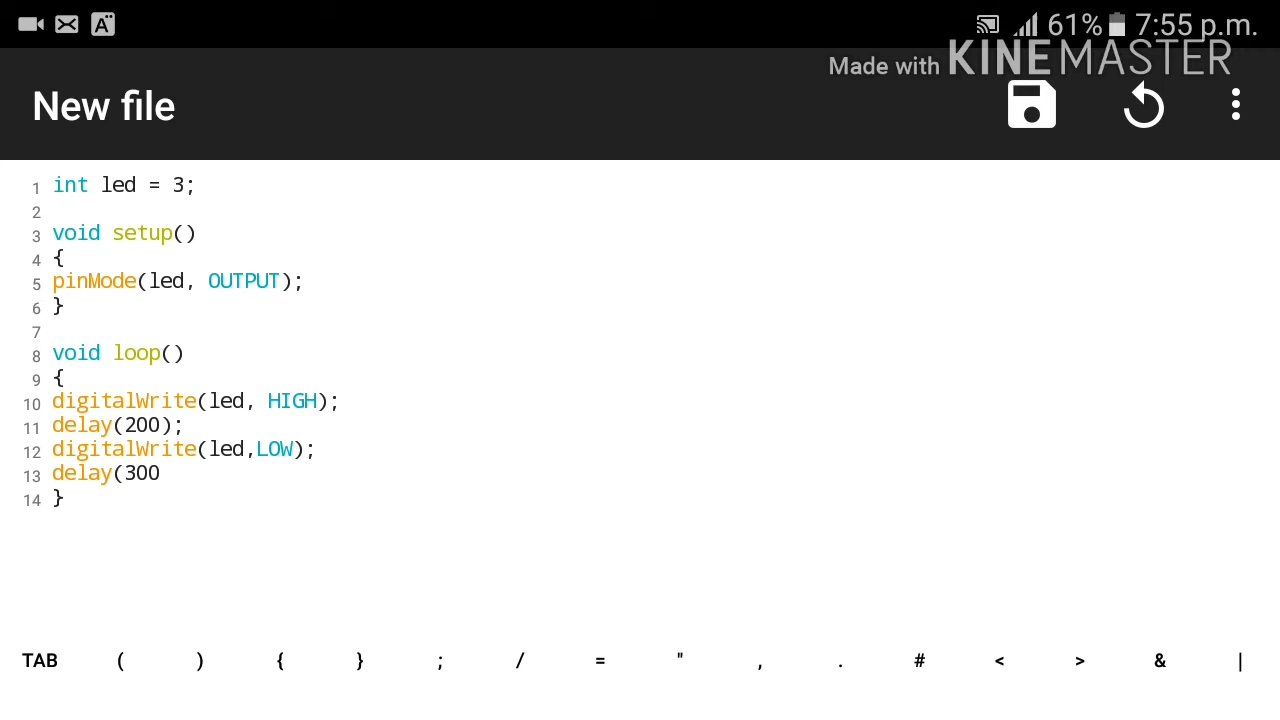 61% 7:55 p.m.
Made with KINEMASTER
New file
1 int led = 3;
2
3 void setup()
4 {
5 pinMode(led, OUTPUT);
6 }
7
8 void loop()
9 {
10 digitalWrite(led, HIGH);
11 delay(200);
12 digitalWrite(led,LOW);
13 delay(300
14 }
TAB ( ) { } ; / = " , . # < > & |